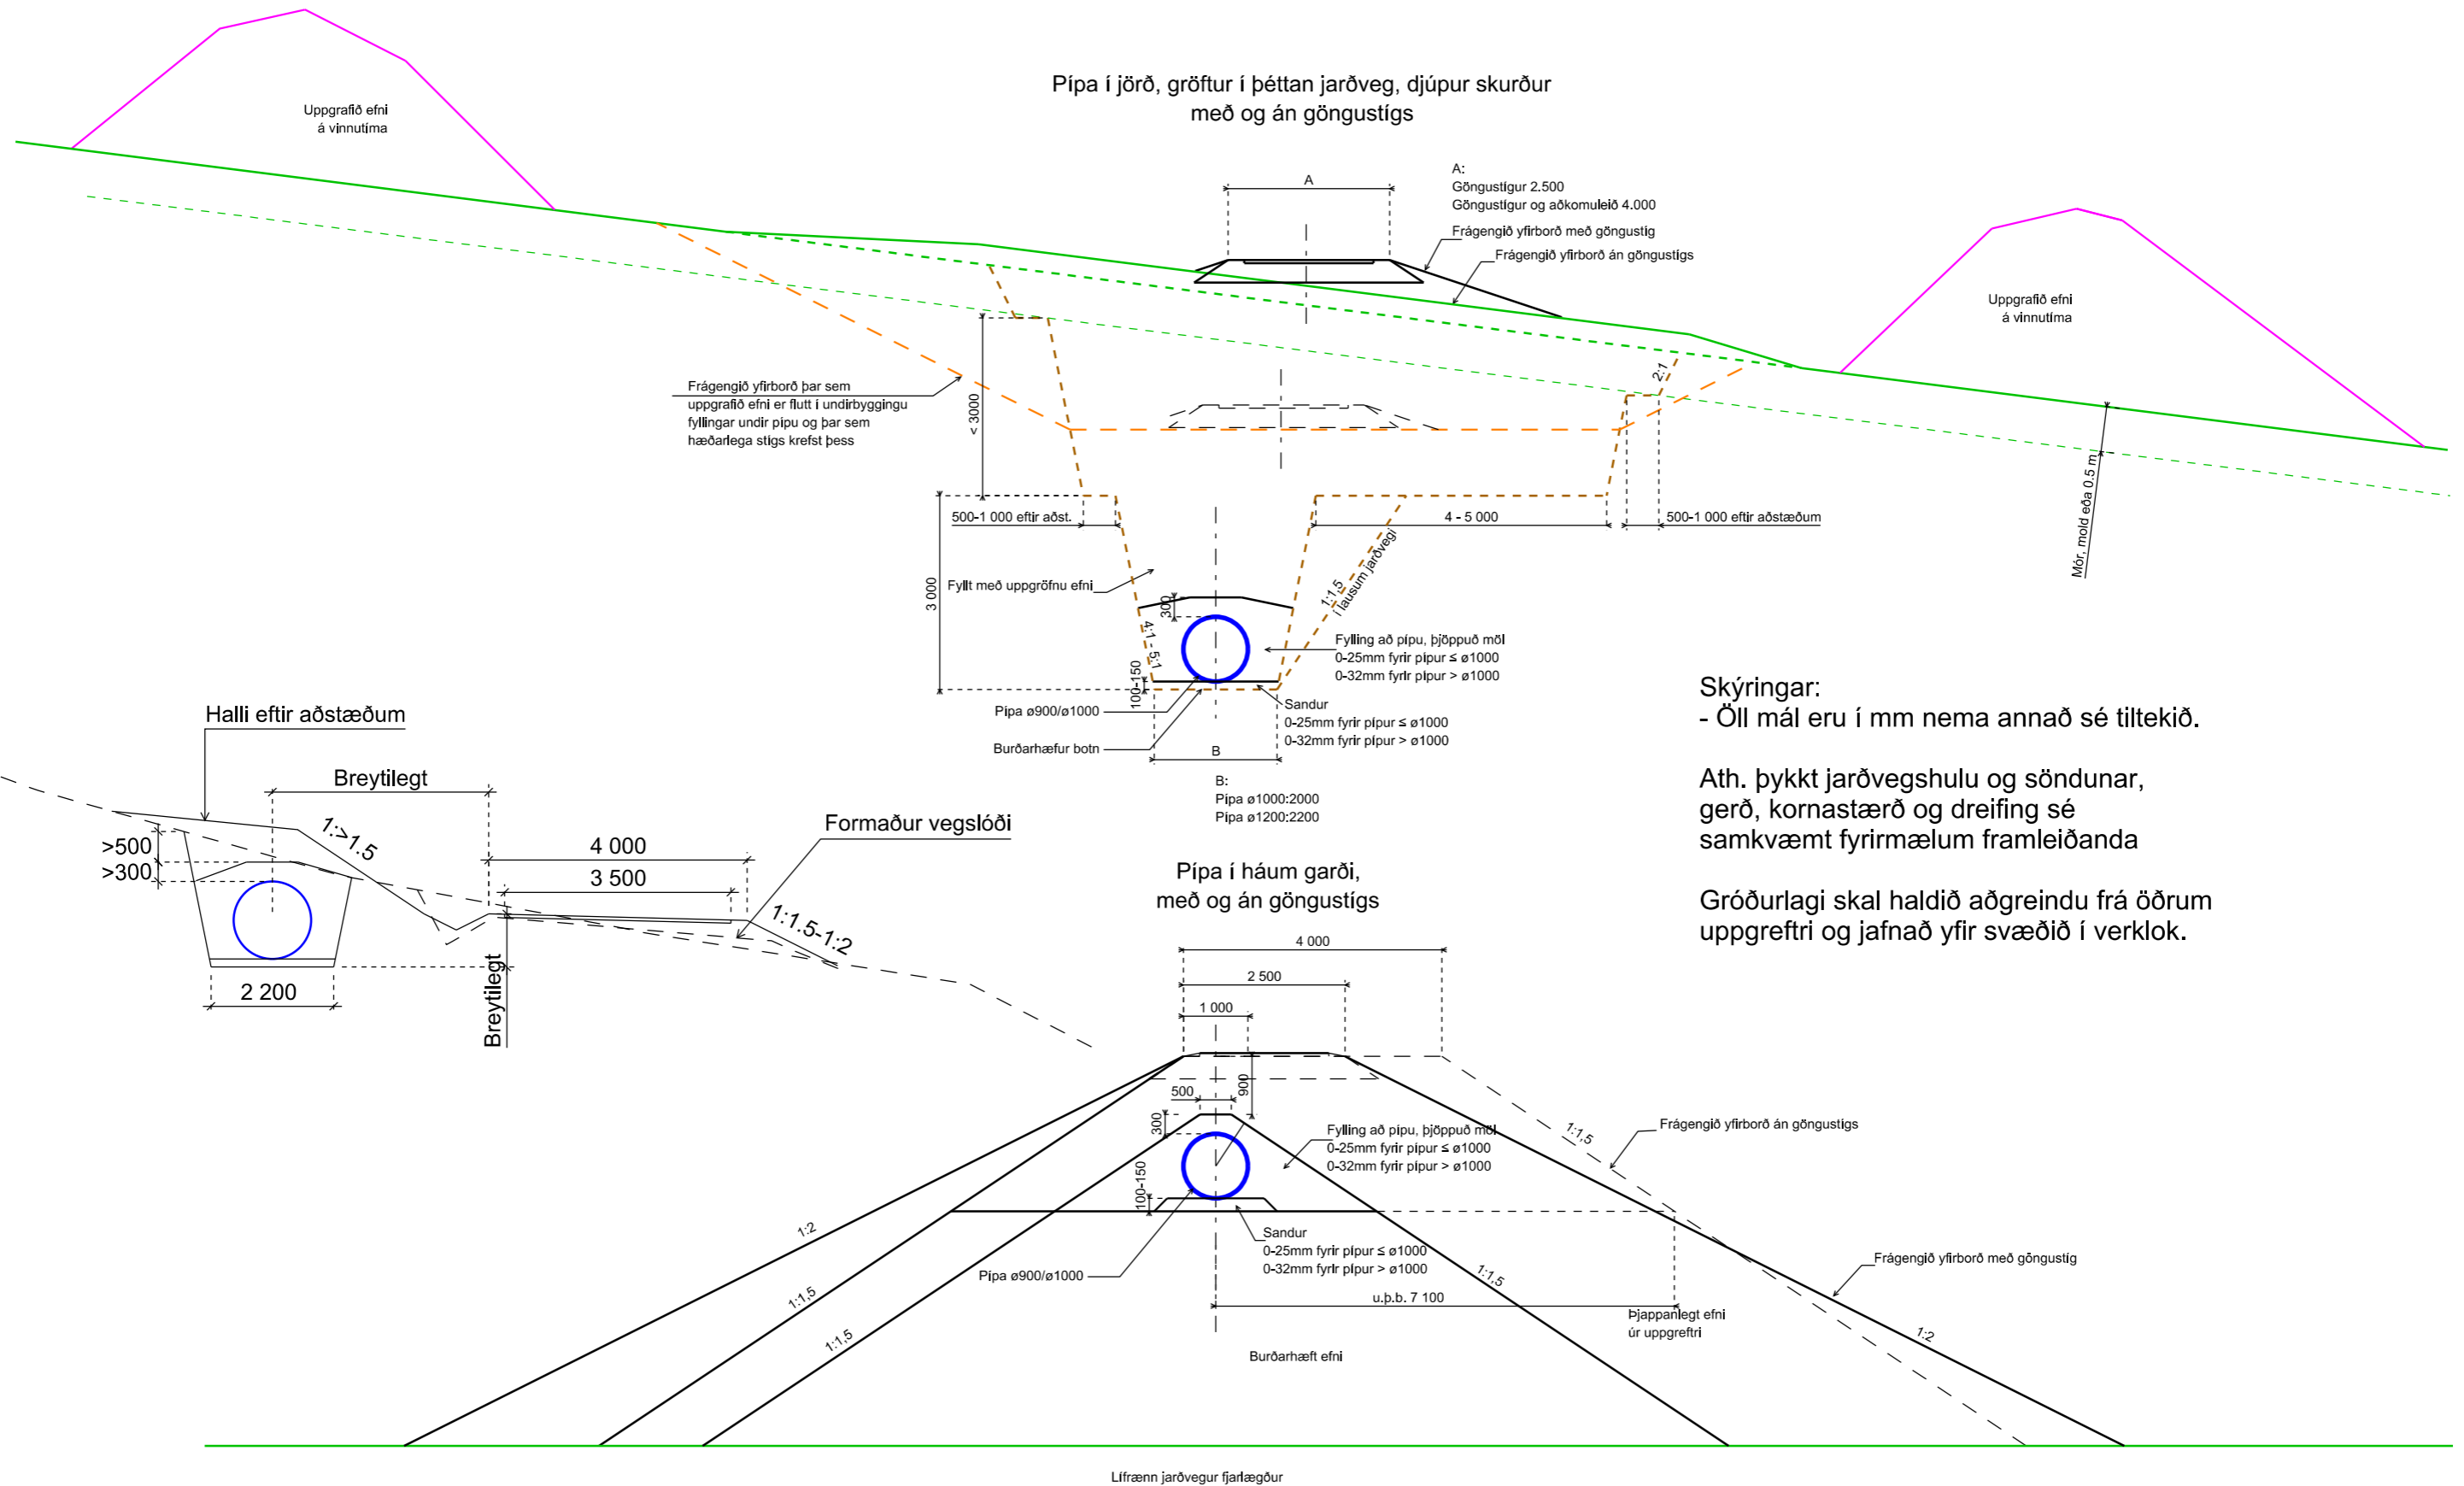 Uppgrafið efni
á vinnutíma
Pípa í jörð, gröftur í þéttan jarðveg, djúpur skurður
með og án göngustígs
A
A:
Göngustígur 2.500
Göngustígur og aðkomuleið 4.000
Frágengið yfirborð með göngustíg
Frágengið yfirborð án göngustígs
Uppgrafið efni
á vinnutíma
Frágengið yfirborð þar sem
uppgrafið efni er flutt í undirbyggingu
fyllingar undir pípu og þar sem
hæðarlega stígs krefst þess
< 3000
2:1
Mór, mold eða 0.5 m
500-1 000 eftir aðst.
4 - 5 000
500-1 000 eftir aðstæðum
3 000
Fyllt með uppgröfnu efni
300
1:1,5
í lausum jarðvegi
4:1 - 5:1
100-150
Fylling að pípu, þjöppuð möl
0-25mm fyrir pípur ≤ ø1000
0-32mm fyrir pípur > ø1000
Pípa ø900/ø1000
Sandur
0-25mm fyrir pípur ≤ ø1000
0-32mm fyrir pípur > ø1000
Burðarhæfur botn
B
B:
Pípa ø1000:2000
Pípa ø1200:2200
Skýringar:
- Öll mál eru í mm nema annað sé tiltekið.
Ath. þykkt jarðvegshulu og söndunar,
gerð, kornastærð og dreifing sé
samkvæmt fyrirmælum framleiðanda
Gróðurlagi skal haldið aðgreindu frá öðrum
uppgreftri og jafnað yfir svæðið í verklok.
Halli eftir aðstæðum
Breytilegt
1:>1.5
>500
>300
4 000
3 500
Formaður vegslóði
1:1.5-1:2
2 200
Breytilegt
Pípa í háum garði,
með og án göngustígs
4 000
2 500
1 000
900
500
300
100-150
Fylling að pípu, þjöppuð möl
0-25mm fyrir pípur ≤ ø1000
0-32mm fyrir pípur > ø1000
1:1,5
Frágengið yfirborð án göngustígs
1:2
Sandur
0-25mm fyrir pípur ≤ ø1000
0-32mm fyrir pípur > ø1000
Frágengið yfirborð með göngustíg
Pípa ø900/ø1000
1:1,5
1:1,5
1:1,5
u.þ.b. 7 100
Þjappanlegt efni
úr uppgreftri
1:2
Burðarhæft efni
Lífrænn jarðvegur fjarlægður